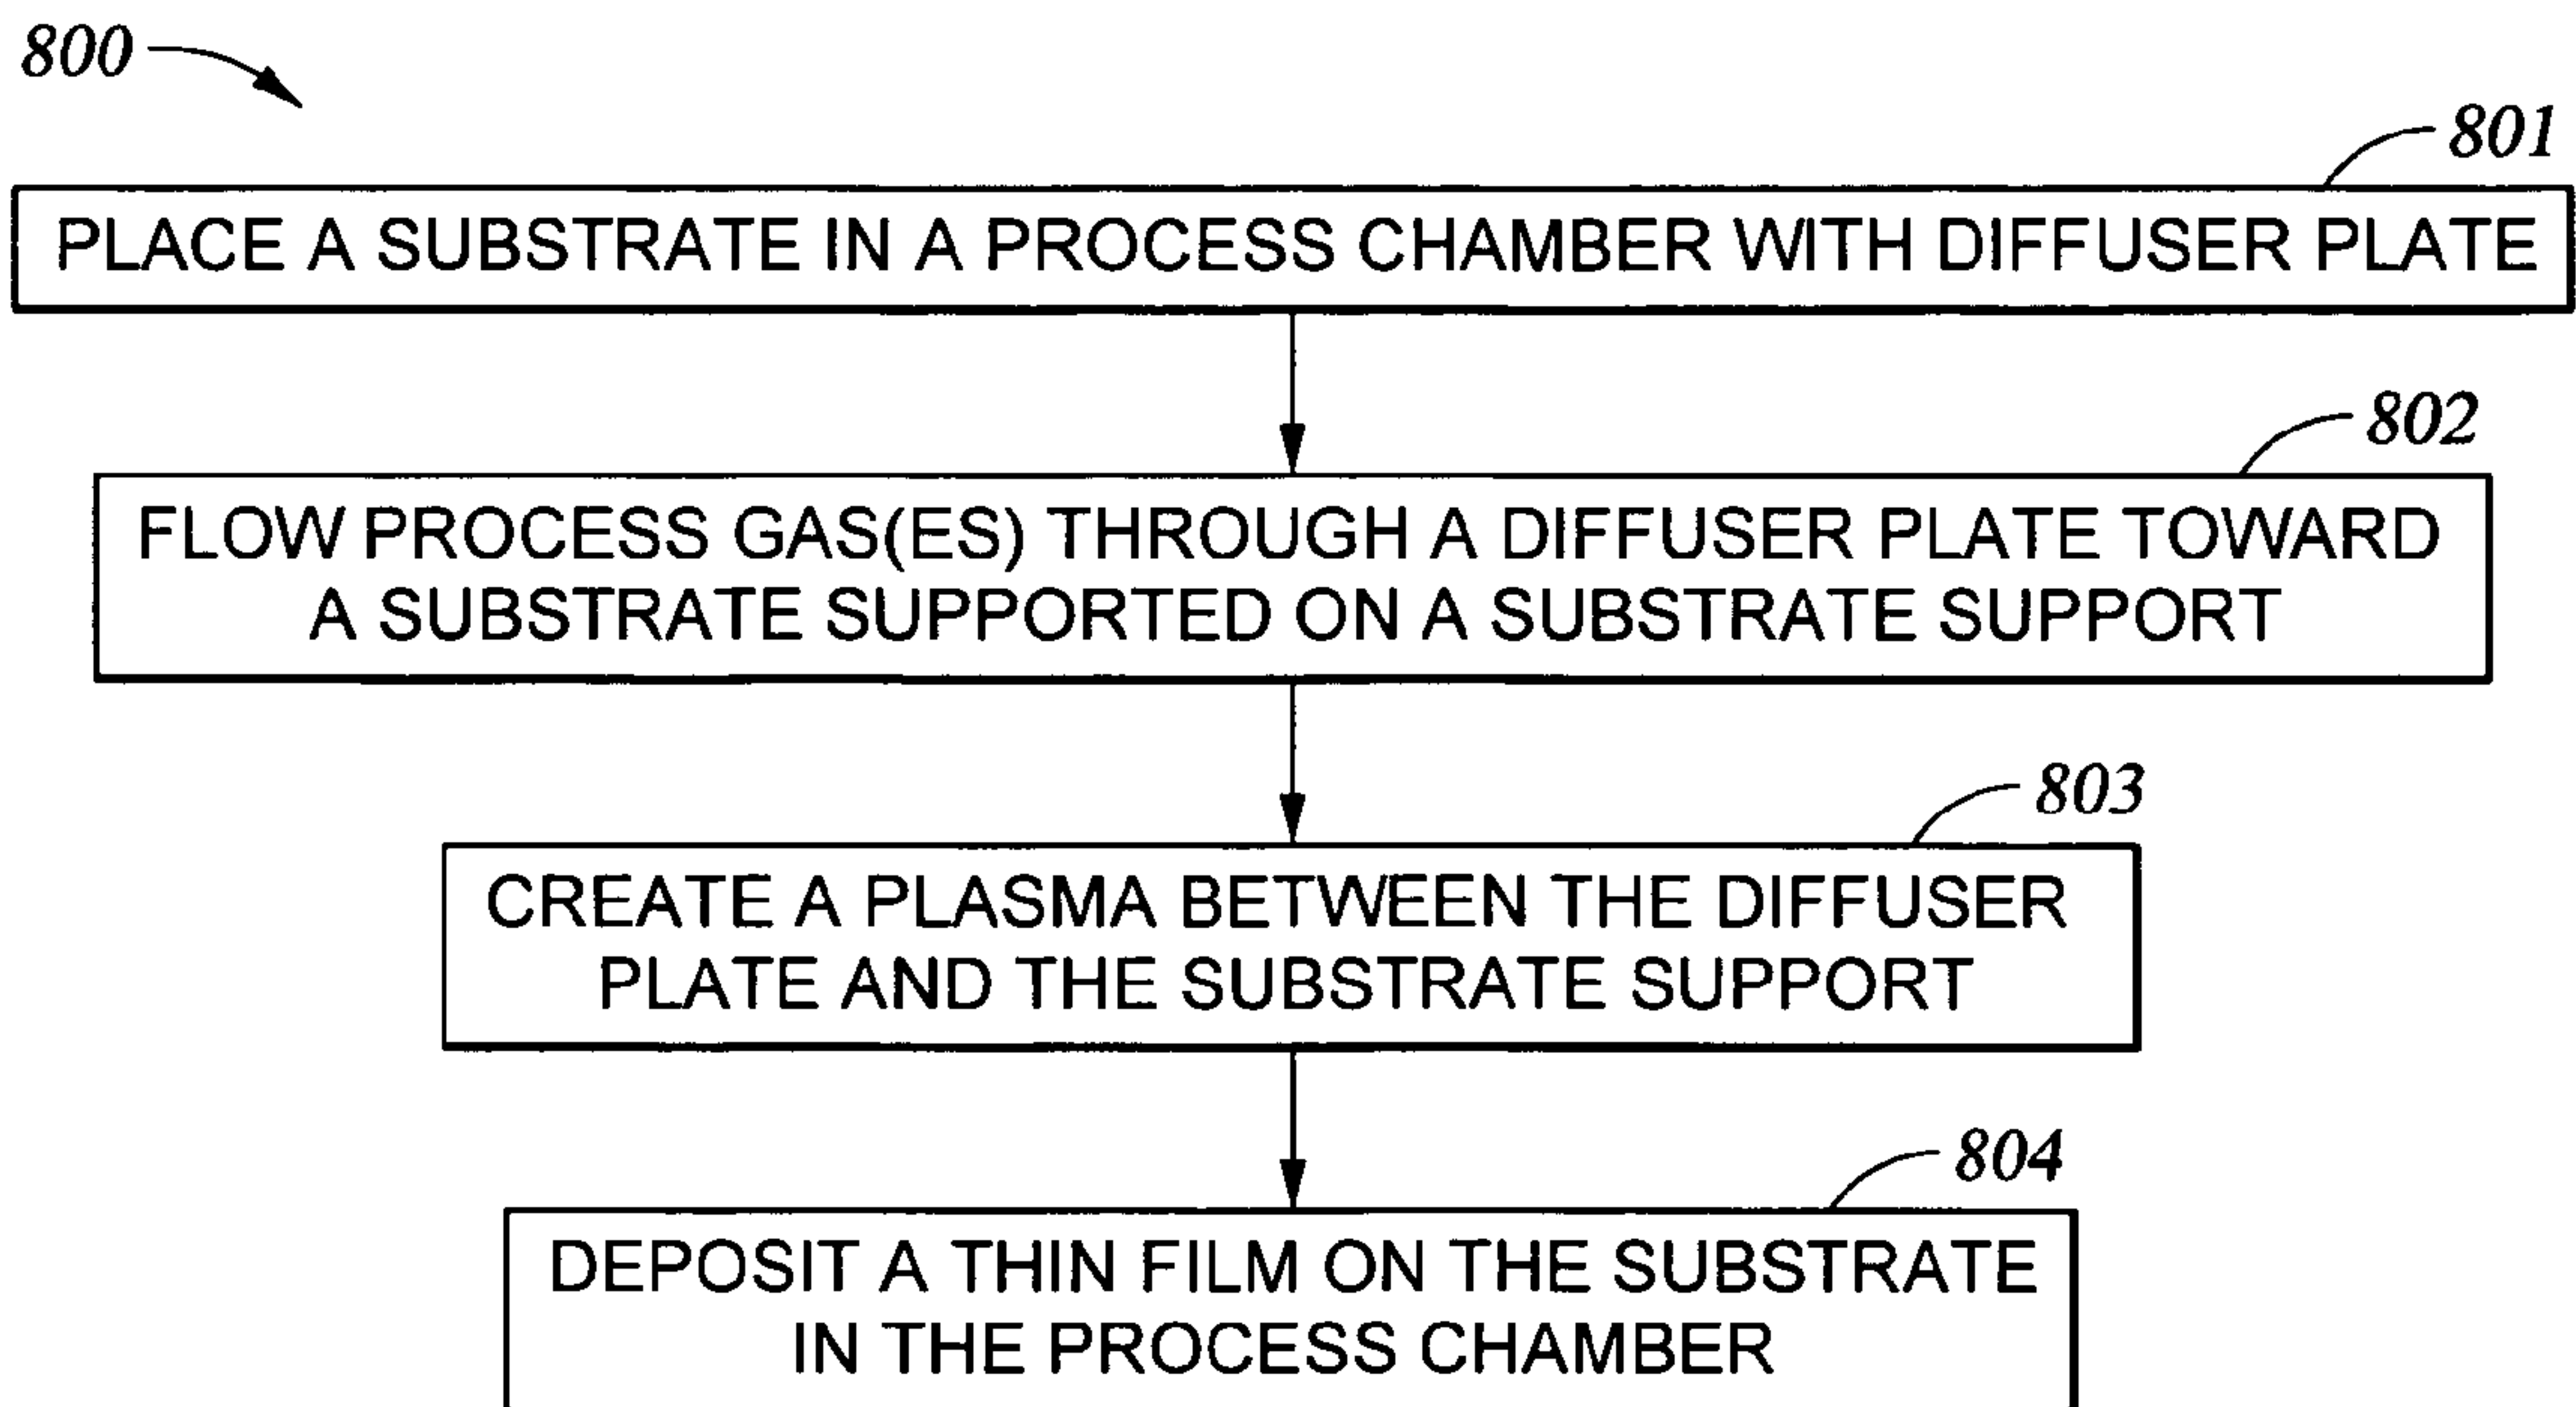 800
801
PLACE A SUBSTRATE IN A PROCESS CHAMBER WITH DIFFUSER PLATE
802
FLOW PROCESS GAS(ES) THROUGH A DIFFUSER PLATE TOWARD
A SUBSTRATE SUPPORTED ON A SUBSTRATE SUPPORT
803
CREATE A PLASMA BETWEEN THE DIFFUSER
PLATE AND THE SUBSTRATE SUPPORT
804
DEPOSIT A THIN FILM ON THE SUBSTRATE
IN THE PROCESS CHAMBER